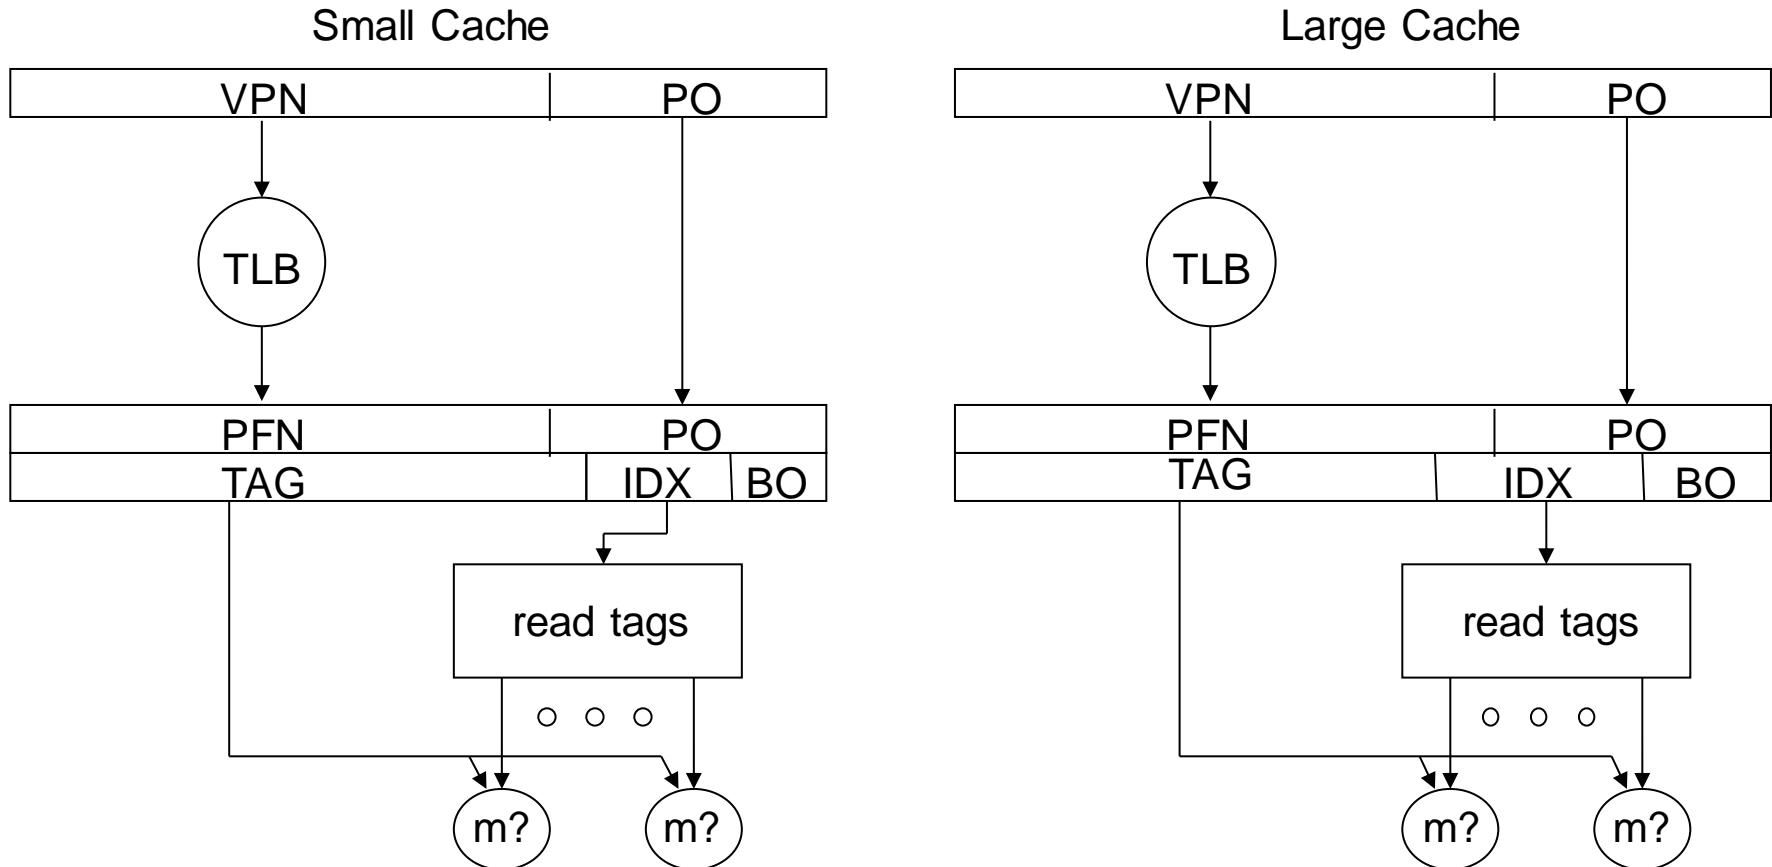 Small Cache
VPN PO
TLB
PFN PO
TAG IDX BO
read tags
m? m?
Large Cache
VPN PO
TLB
PFN PO
TAG IDX BO
read tags
m? m?